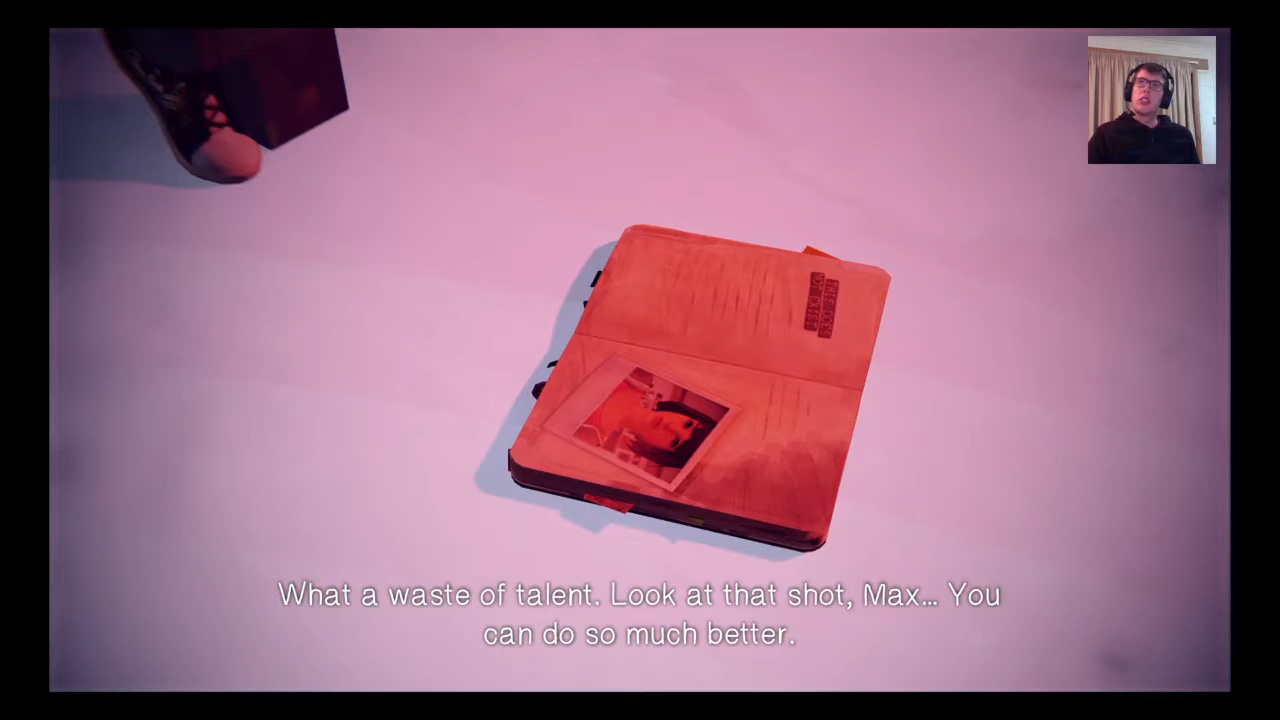 What a waste of talent. Look at that shot, Max... You
can do so much better.